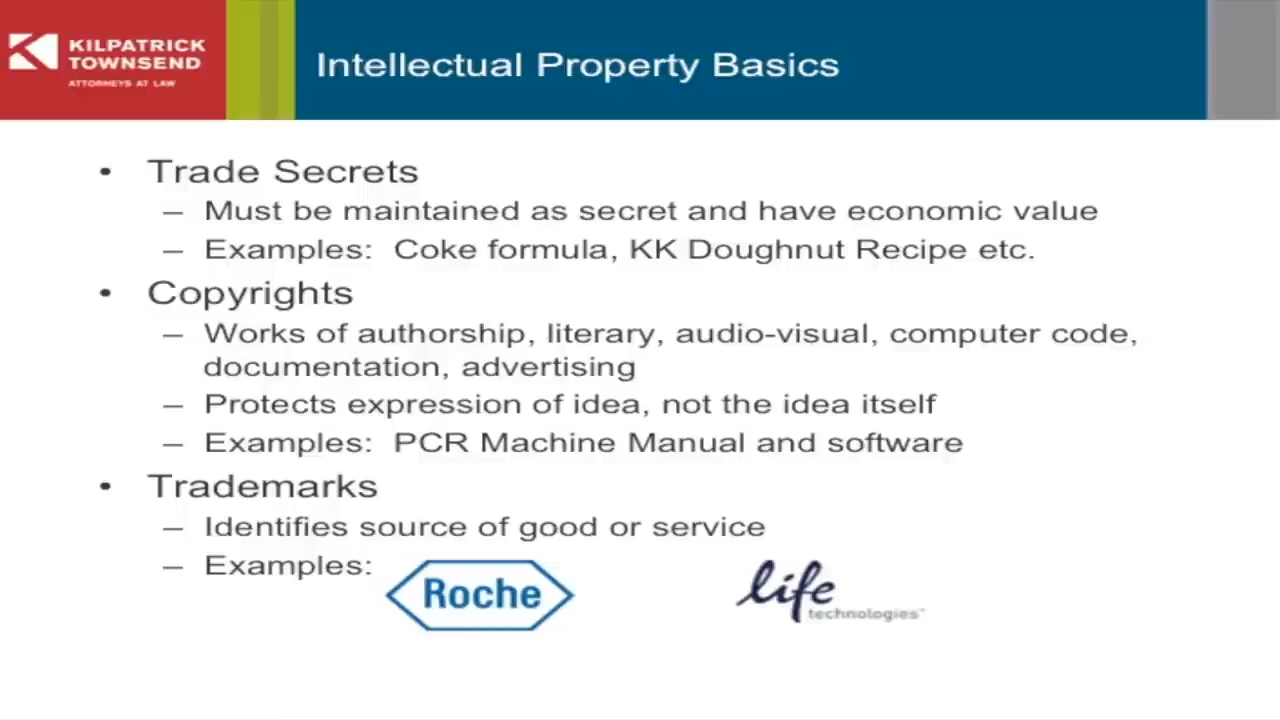 KILPATRICK
TOWNSEND
ATTORNEYS AT LAW
Intellectual Property Basics
• Trade Secrets
– Must be maintained as secret and have economic value
– Examples: Coke formula, KK Doughnut Recipe etc.
• Copyrights
– Works of authorship, literary, audio-visual, computer code,
documentation, advertising
– Protects expression of idea, not the idea itself
– Examples: PCR Machine Manual and software
• Trademarks
– Identifies source of good or service
– Examples:
Roche
life
technologies™